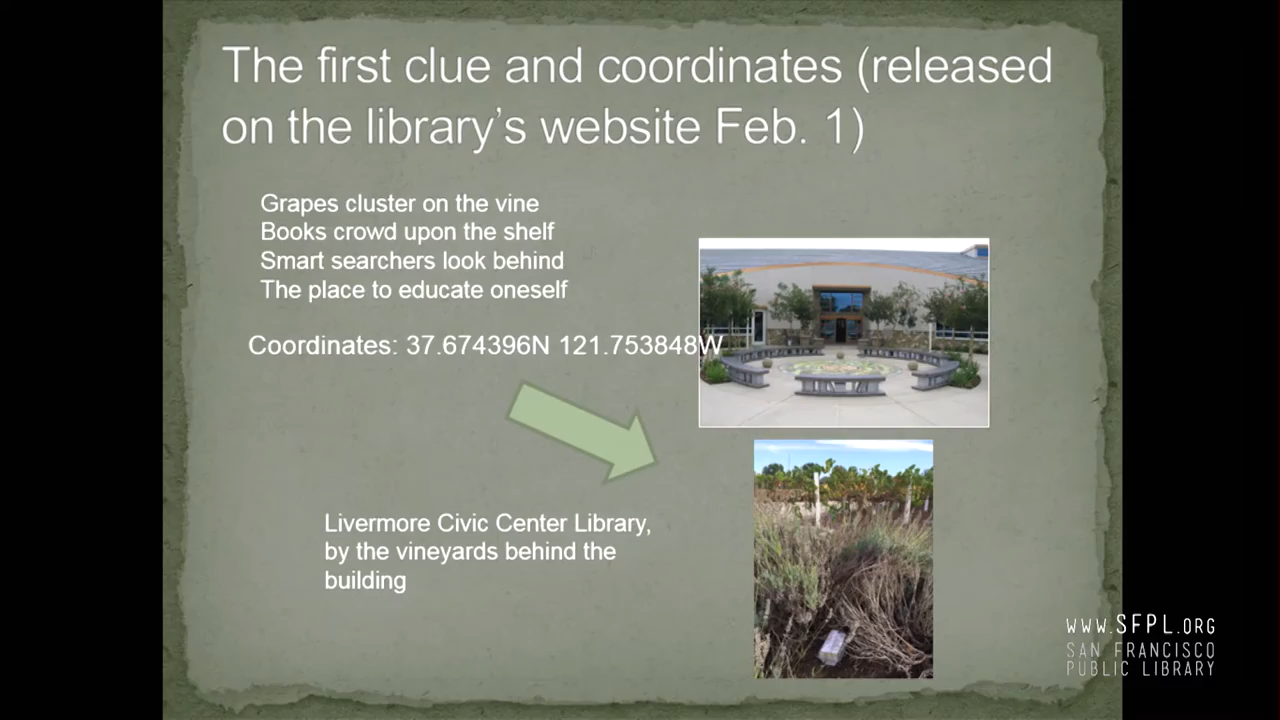 The first clue and coordinates (released
on the library's website Feb. 1)
Grapes cluster on the vine
Books crowd upon the shelf
Smart searchers look behind
The place to educate oneself
Coordinates: 37.674396N 121.753848W
Livermore Civic Center Library,
by the vineyards behind the
building
www.SFPL.ORG
SAN FRANCISCO
PUBLIC LIBRARY